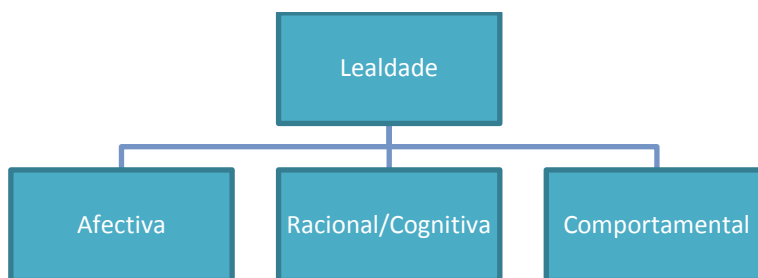 Lealdade
Afectiva
Racional/Cognitiva
Comportamental